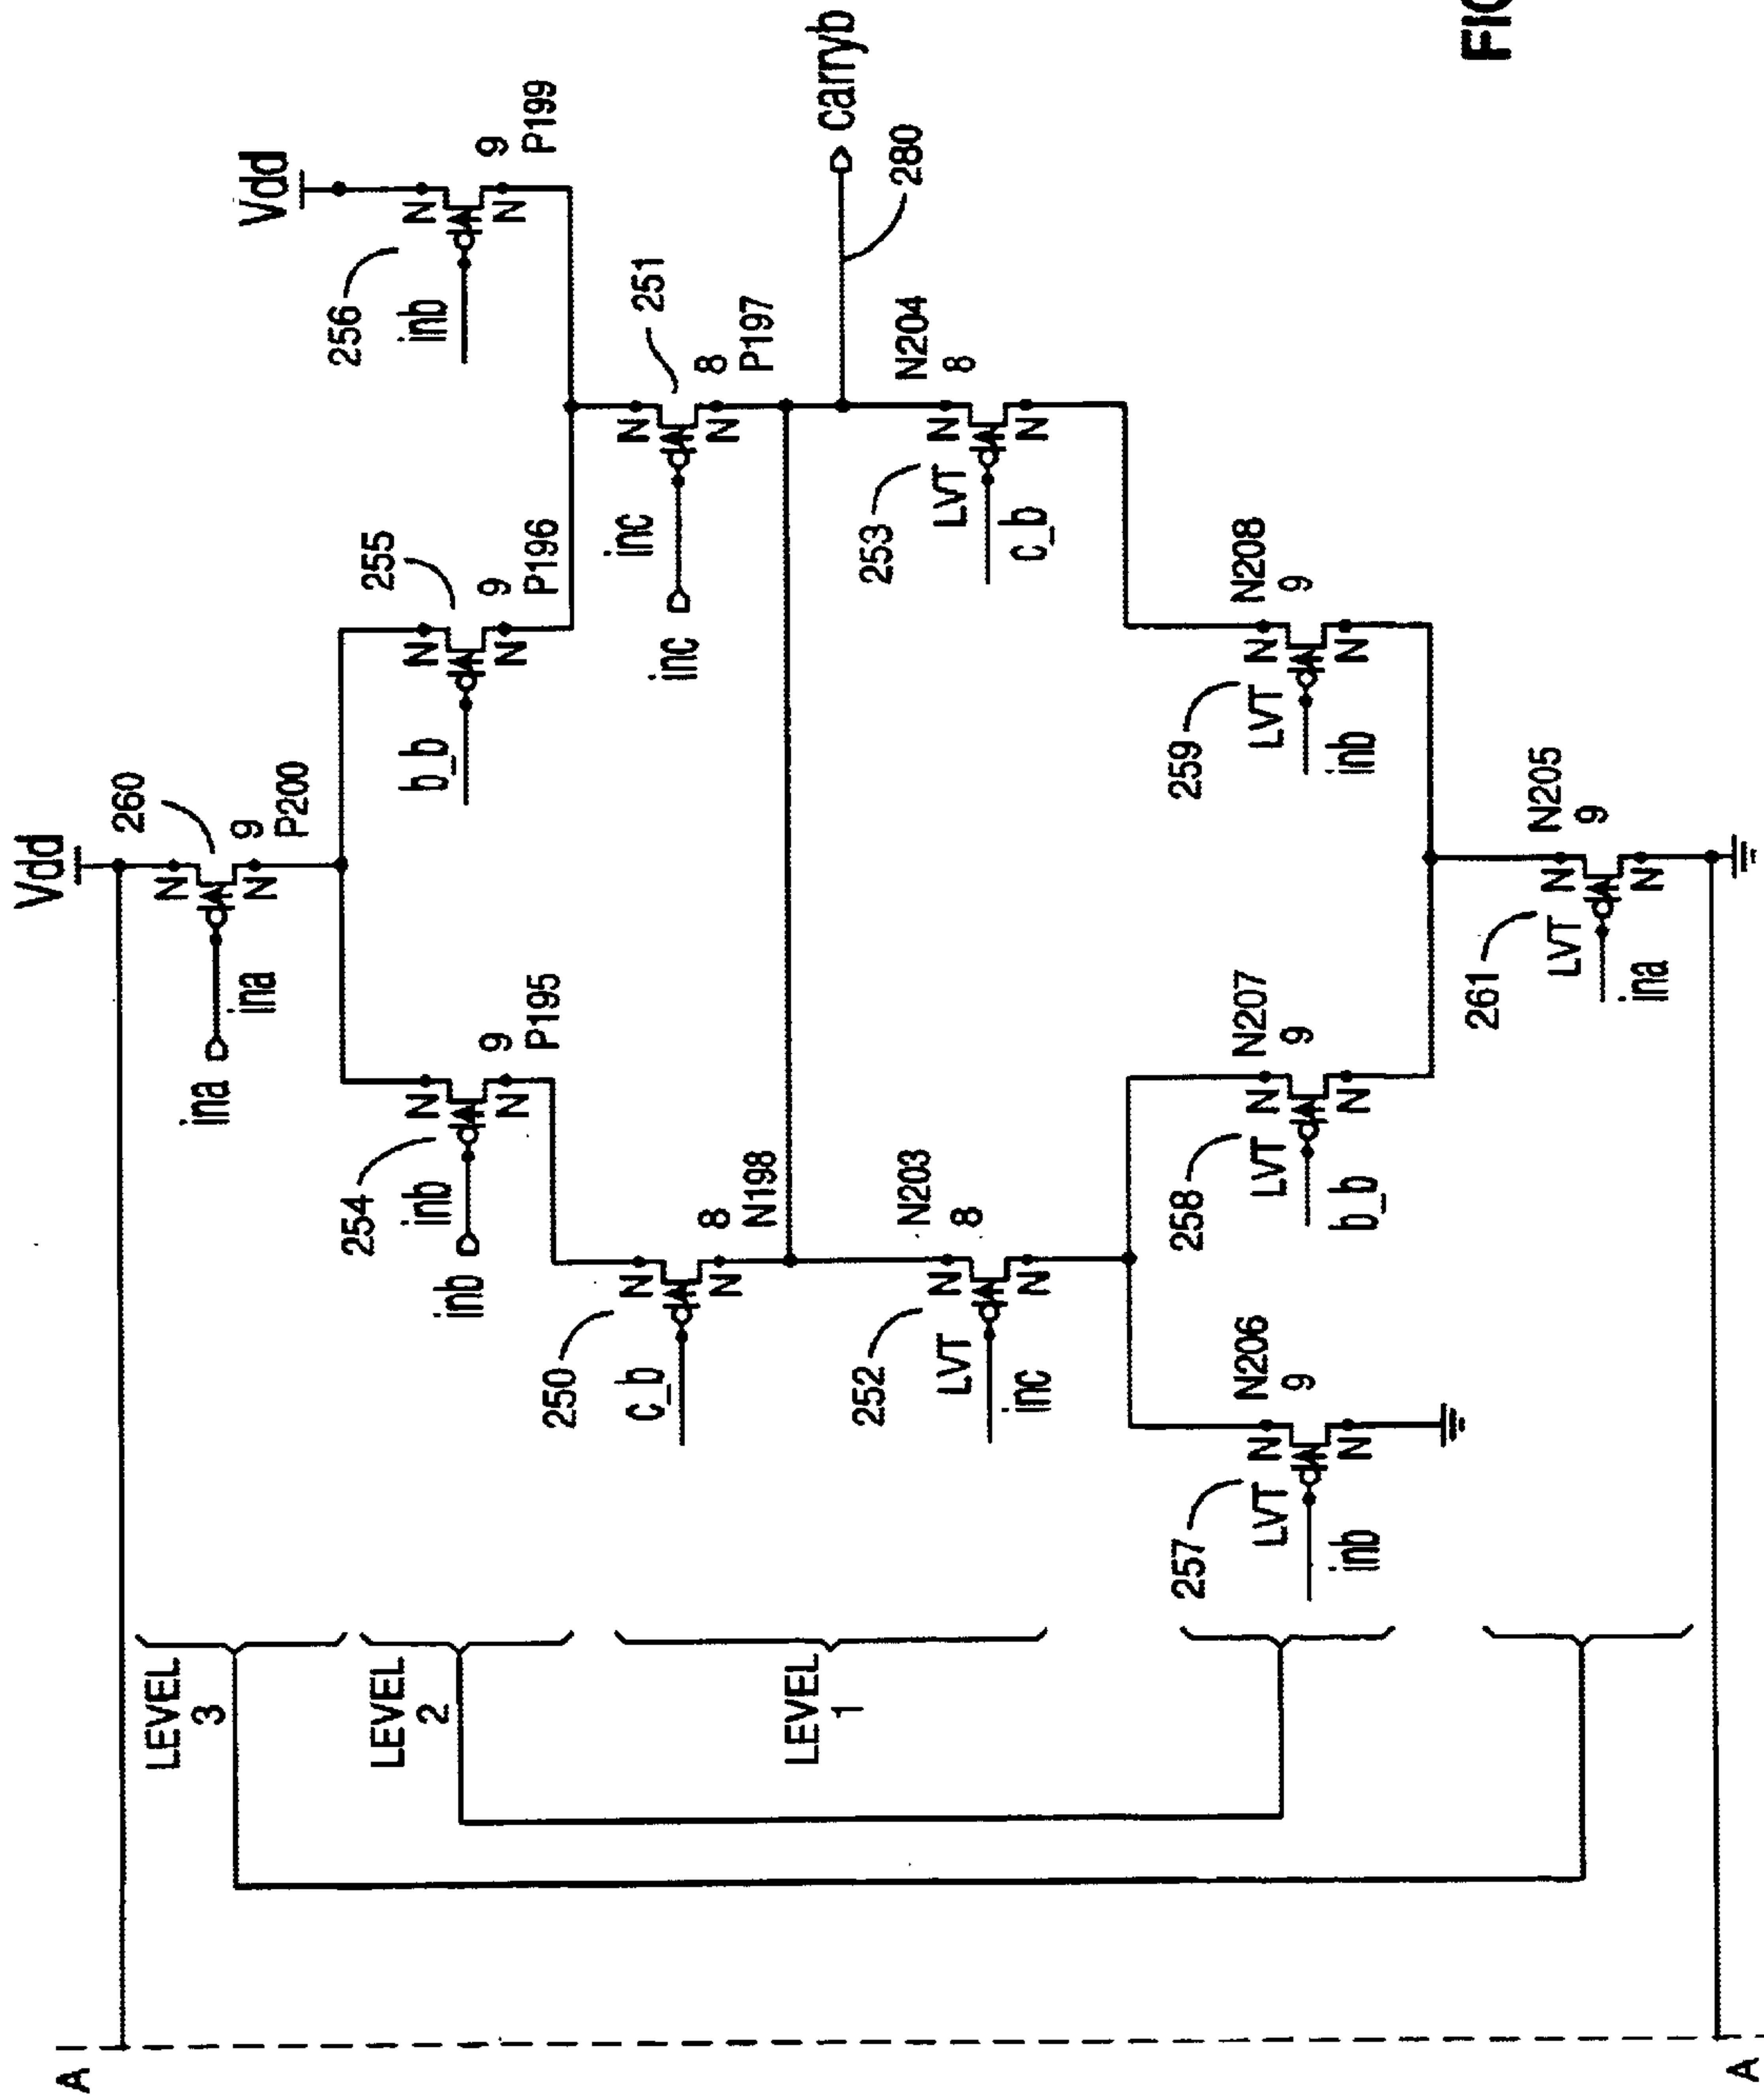 FIG
Vdd
Vdd
260
N
9
N
P200
ina
ina
256
N
9
N
P199
inb
254
N
9
N
P195
inb
inb
255
N
9
N
P196
b_b
250
N
8
N
N198
c_b
251
N
8
N
P197
inc
inc
carryb
280
252
N203
N
8
N
LVT
inc
253
N204
N
8
N
LVT
c_b
257
N206
N
9
N
LVT
inb
258
N207
N
9
N
LVT
b_b
259
N208
N
9
N
LVT
inb
261
N205
N
9
N
LVT
ina
LEVEL
3
LEVEL
2
LEVEL
1
A
A